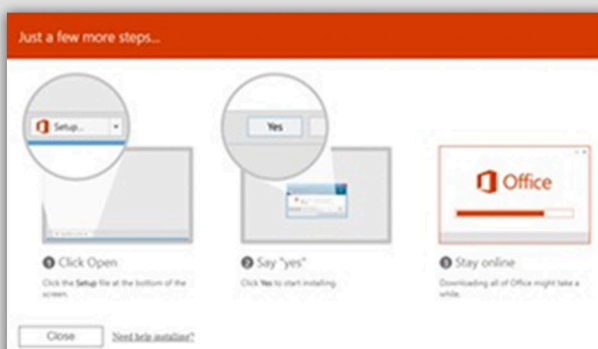 Just a few more steps...
Setup...
Yes
Office
1 Click Open
2 Say "yes"
3 Stay online
Click the Setup file at the bottom of the
screen.
Click Yes to start installing.
Downloading all of Office might take a
while.
Close
Need help installing?